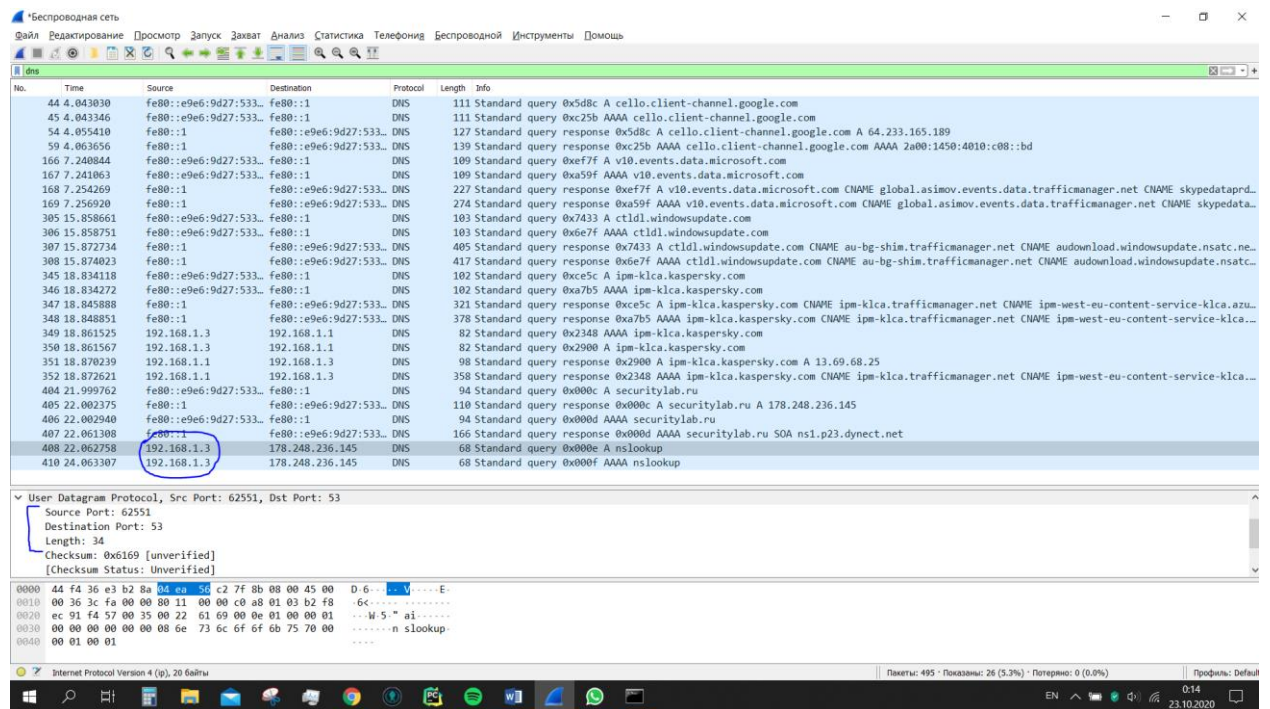 *Беспроводная сеть
Файл Редактирование Просмотр Запуск Захват Анализ Статистика Телефония Беспроводной Инструменты Помощь
dns
No. Time Source Destination Protocol Length Info
44 4.043030 fe80::e9e6:9d27:533… fe80::1 DNS 111 Standard query 0x5d8c A cello.client-channel.google.com
45 4.043346 fe80::e9e6:9d27:533… fe80::1 DNS 111 Standard query 0xc25b AAAA cello.client-channel.google.com
54 4.055410 fe80::1 fe80::e9e6:9d27:533… DNS 127 Standard query response 0x5d8c A cello.client-channel.google.com A 64.233.165.189
59 4.063656 fe80::1 fe80::e9e6:9d27:533… DNS 139 Standard query response 0xc25b AAAA cello.client-channel.google.com AAAA 2a00:1450:4010:c08::bd
166 7.240844 fe80::e9e6:9d27:533… fe80::1 DNS 109 Standard query 0xef7f A v10.events.data.microsoft.com
167 7.241063 fe80::e9e6:9d27:533… fe80::1 DNS 109 Standard query 0xa59f AAAA v10.events.data.microsoft.com
168 7.254269 fe80::1 fe80::e9e6:9d27:533… DNS 227 Standard query response 0xef7f A v10.events.data.microsoft.com CNAME global.asimov.events.data.trafficmanager.net CNAME skypedataprd…
169 7.256920 fe80::1 fe80::e9e6:9d27:533… DNS 274 Standard query response 0xa59f AAAA v10.events.data.microsoft.com CNAME global.asimov.events.data.trafficmanager.net CNAME skypedata…
305 15.858661 fe80::e9e6:9d27:533… fe80::1 DNS 103 Standard query 0x7433 A ctldl.windowsupdate.com
306 15.858751 fe80::e9e6:9d27:533… fe80::1 DNS 103 Standard query 0x6e7f AAAA ctldl.windowsupdate.com
307 15.872734 fe80::1 fe80::e9e6:9d27:533… DNS 405 Standard query response 0x7433 A ctldl.windowsupdate.com CNAME au-bg-shim.trafficmanager.net CNAME audownload.windowsupdate.nsatc.ne…
308 15.874023 fe80::1 fe80::e9e6:9d27:533… DNS 417 Standard query response 0x6e7f AAAA ctldl.windowsupdate.com CNAME au-bg-shim.trafficmanager.net CNAME audownload.windowsupdate.nsatc…
345 18.834118 fe80::e9e6:9d27:533… fe80::1 DNS 102 Standard query 0xce5c A ipm-klca.kaspersky.com
346 18.834272 fe80::e9e6:9d27:533… fe80::1 DNS 102 Standard query 0xa7b5 AAAA ipm-klca.kaspersky.com
347 18.845888 fe80::1 fe80::e9e6:9d27:533… DNS 321 Standard query response 0xce5c A ipm-klca.kaspersky.com CNAME ipm-klca.trafficmanager.net CNAME ipm-west-eu-content-service-klca.azu…
348 18.848851 fe80::1 fe80::e9e6:9d27:533… DNS 378 Standard query response 0xa7b5 AAAA ipm-klca.kaspersky.com CNAME ipm-klca.trafficmanager.net CNAME ipm-west-eu-content-service-klca.…
349 18.861525 192.168.1.3 192.168.1.1 DNS 82 Standard query 0x2348 AAAA ipm-klca.kaspersky.com
350 18.861567 192.168.1.3 192.168.1.1 DNS 82 Standard query 0x2900 A ipm-klca.kaspersky.com
351 18.870239 192.168.1.1 192.168.1.3 DNS 98 Standard query response 0x2900 A ipm-klca.kaspersky.com A 13.69.68.25
352 18.872621 192.168.1.1 192.168.1.3 DNS 358 Standard query response 0x2348 AAAA ipm-klca.kaspersky.com CNAME ipm-klca.trafficmanager.net CNAME ipm-west-eu-content-service-klca.…
404 21.999762 fe80::e9e6:9d27:533… fe80::1 DNS 94 Standard query 0x000c A securitylab.ru
405 22.002375 fe80::1 fe80::e9e6:9d27:533… DNS 110 Standard query response 0x000c A securitylab.ru A 178.248.236.145
406 22.002940 fe80::e9e6:9d27:533… fe80::1 DNS 94 Standard query 0x000d AAAA securitylab.ru
407 22.061308 fe80::1 fe80::e9e6:9d27:533… DNS 166 Standard query response 0x000d AAAA securitylab.ru SOA ns1.p23.dynect.net
408 22.062758 192.168.1.3 178.248.236.145 DNS 68 Standard query 0x000e A nslookup
410 24.063307 192.168.1.3 178.248.236.145 DNS 68 Standard query 0x000f AAAA nslookup
User Datagram Protocol, Src Port: 62551, Dst Port: 53
Source Port: 62551
Destination Port: 53
Length: 34
Checksum: 0x6169 [unverified]
[Checksum Status: Unverified]
0000 44 f4 36 e3 b2 8a 04 ea 56 c2 7f 8b 08 00 45 00 D·6····· V·····E·
0010 00 36 3c fa 00 00 80 11 00 00 c0 a8 01 03 b2 f8 ·6<····· ········
0020 ec 91 f4 57 00 35 00 22 61 69 00 0e 01 00 00 01 ···W·5·" ai······
0030 00 00 00 00 00 00 08 6e 73 6c 6f 6f 6b 75 70 00 ·······n slookup·
0040 00 01 00 01 ····
Internet Protocol Version 4 (ip), 20 байты Пакеты: 495 · Показаны: 26 (5.3%) · Потеряно: 0 (0.0%) Профиль: Default
EN 0:14
23.10.2020